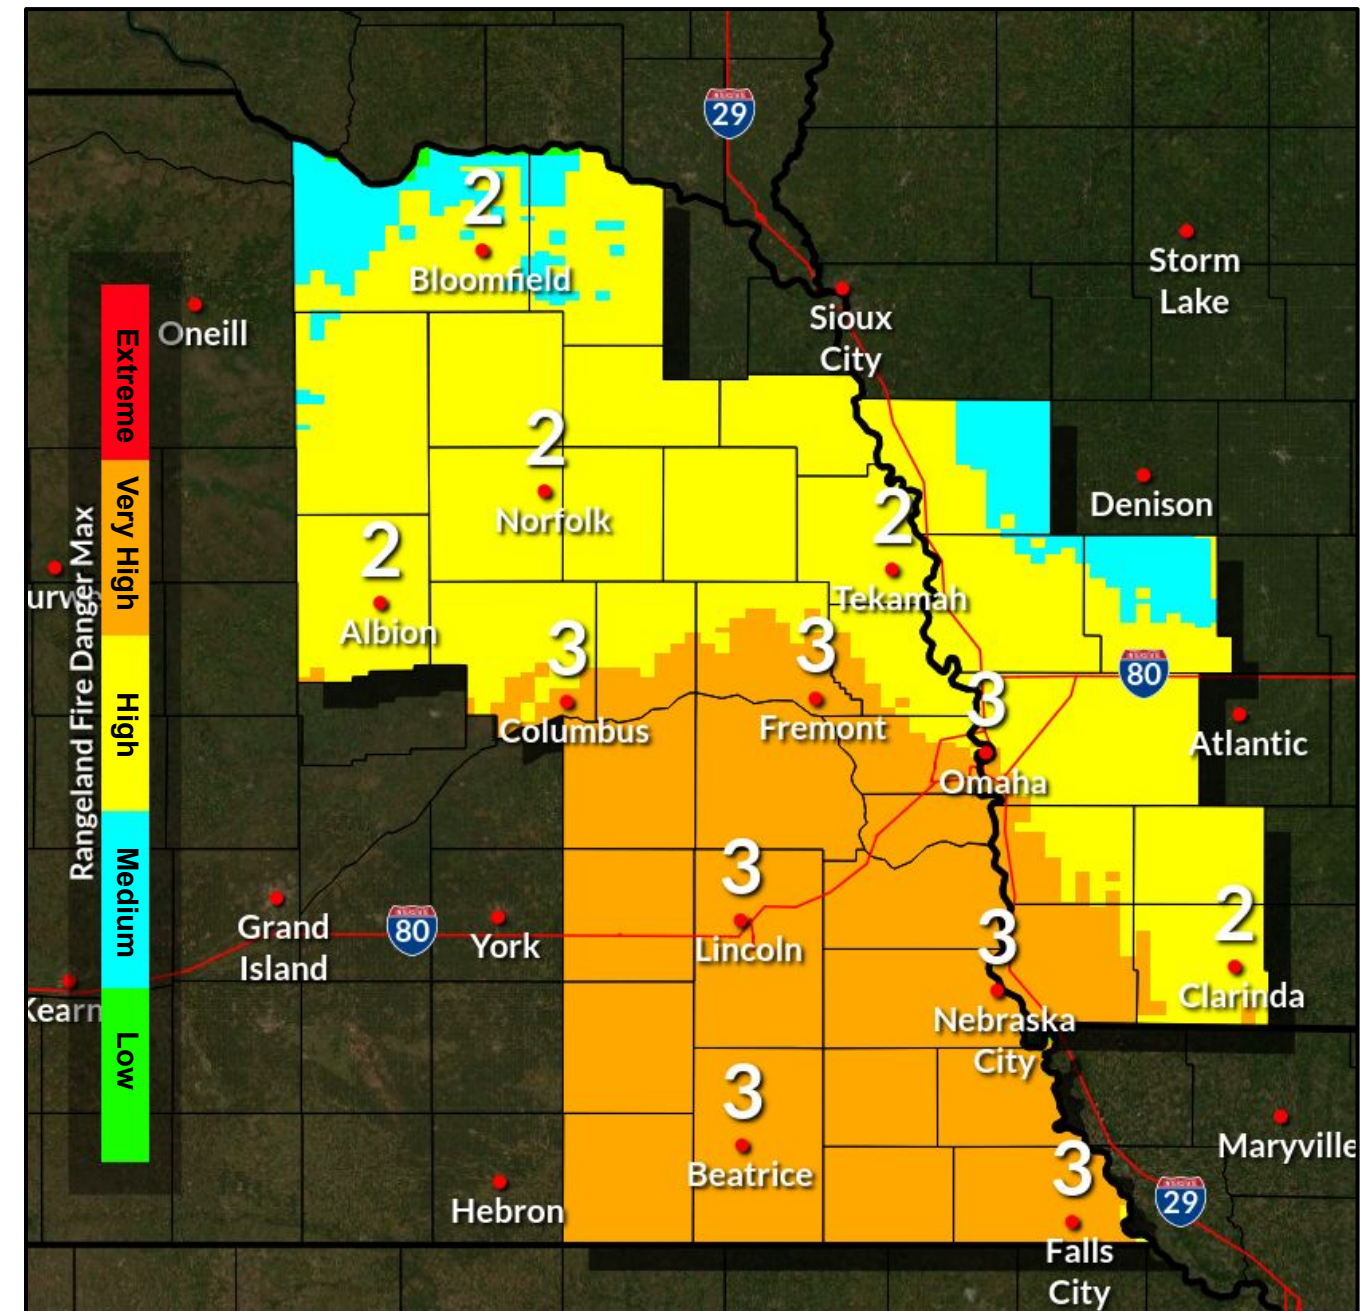 29
2
Bloomfield
Storm
Lake
Oneill
Sioux
City
Extreme
Very High
High
Medium
Low
Rangeland Fire Danger Max
2
Norfolk
2
Tekamah
Denison
2
Albion
3
Columbus
3
Fremont
3
Omaha
80
Atlantic
3
Lincoln
Grand
Island
80
York
3
Nebraska
City
2
Clarinda
Kearn
3
Beatrice
Hebron
3
Falls
City
29
Maryville